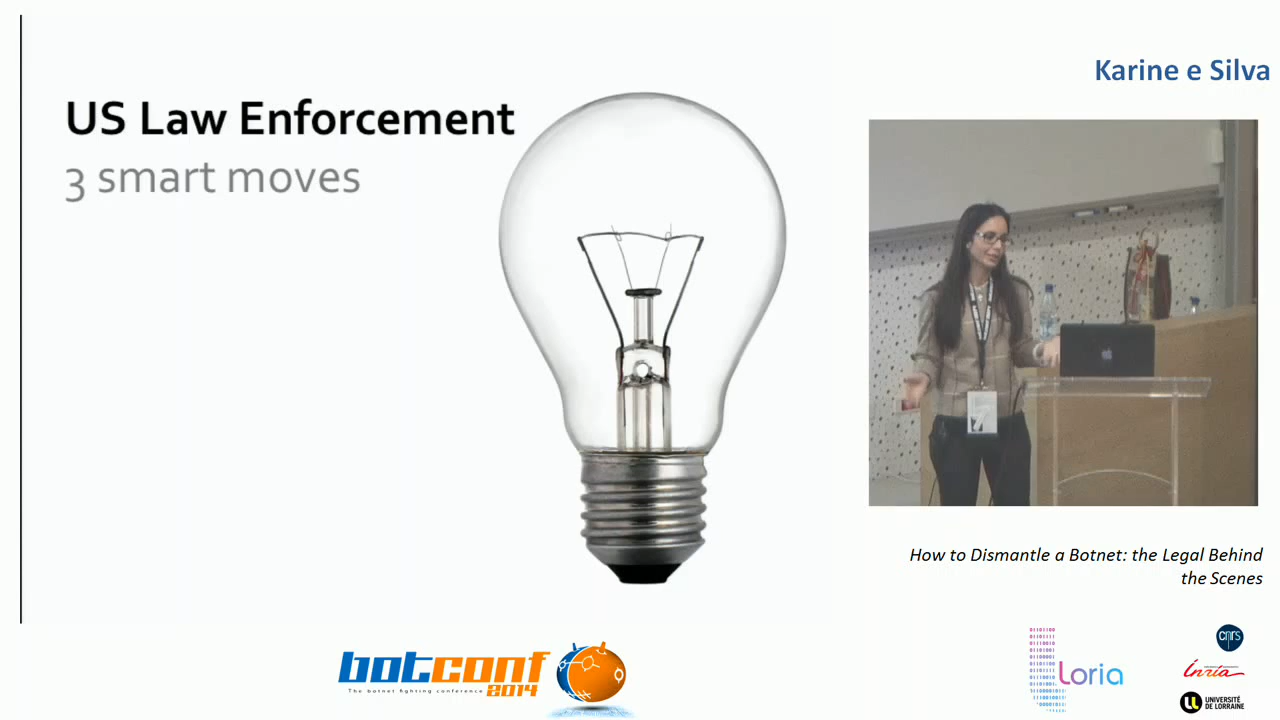 US Law Enforcement
3 smart moves
Karine e Silva
How to Dismantle a Botnet: the Legal Behind
the Scenes
botconf
The botnet fighting conference 2014
Loria
cnrs
Inria
UNIVERSITÉ
DE LORRAINE